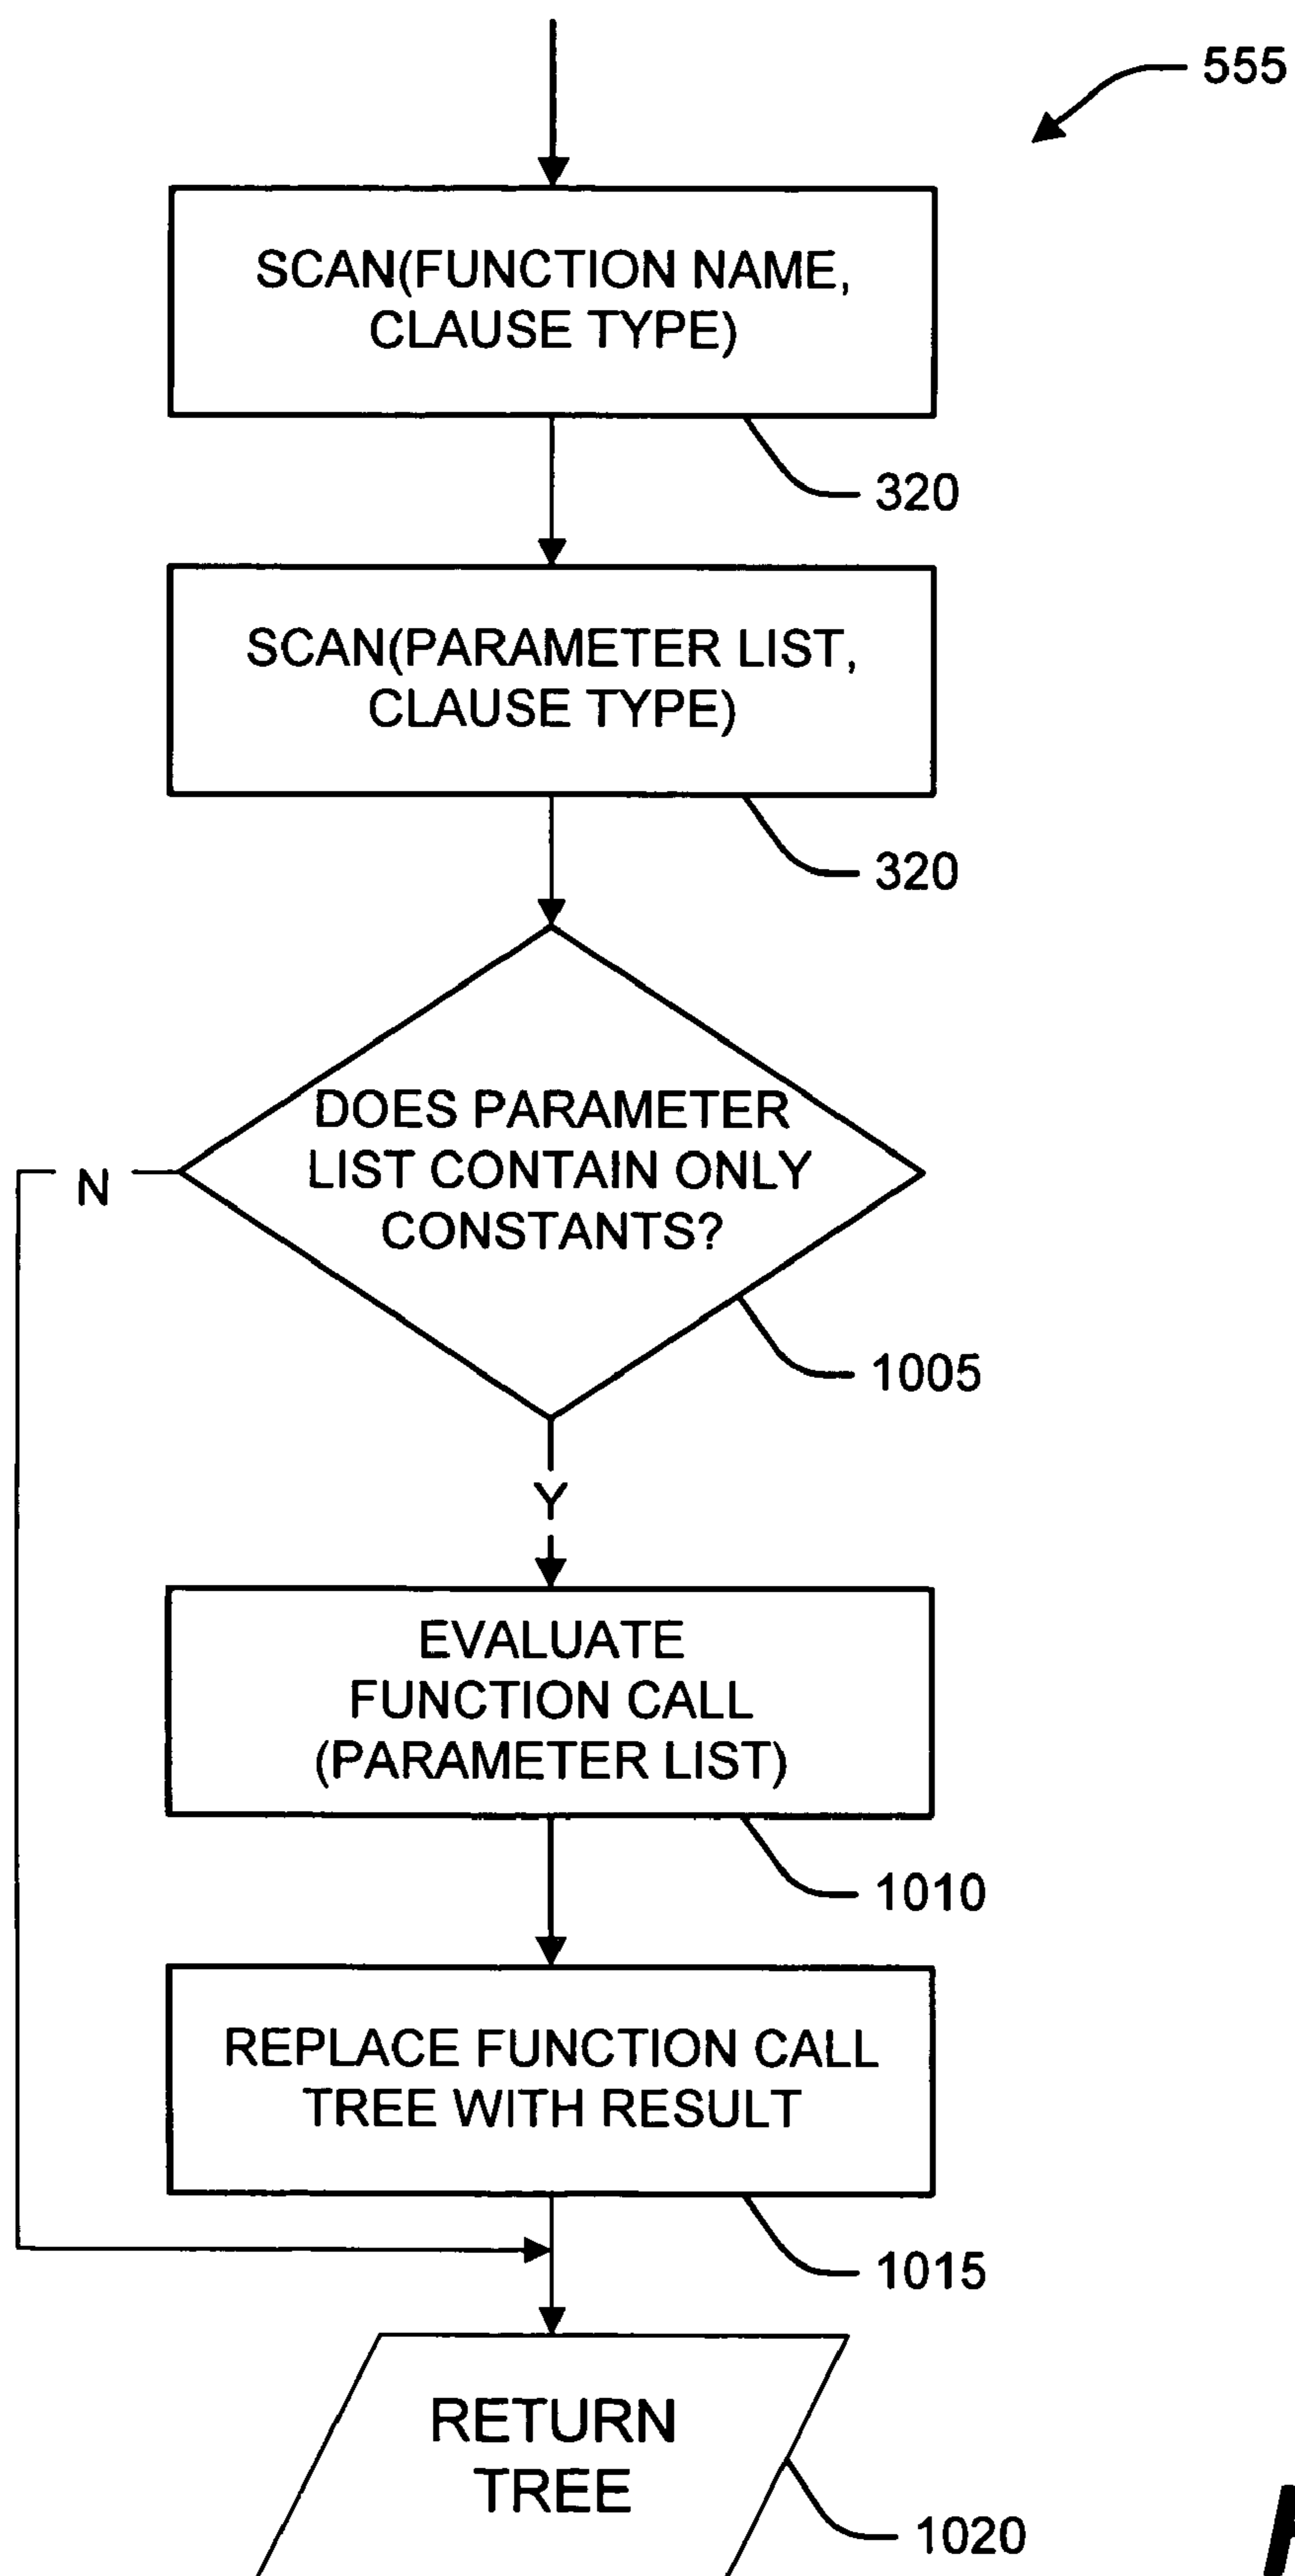 555
SCAN(FUNCTION NAME,
CLAUSE TYPE)
320
SCAN(PARAMETER LIST,
CLAUSE TYPE)
320
DOES PARAMETER
LIST CONTAIN ONLY
CONSTANTS?
N
1005
Y
EVALUATE
FUNCTION CALL
(PARAMETER LIST)
1010
REPLACE FUNCTION CALL
TREE WITH RESULT
1015
RETURN
TREE
1020